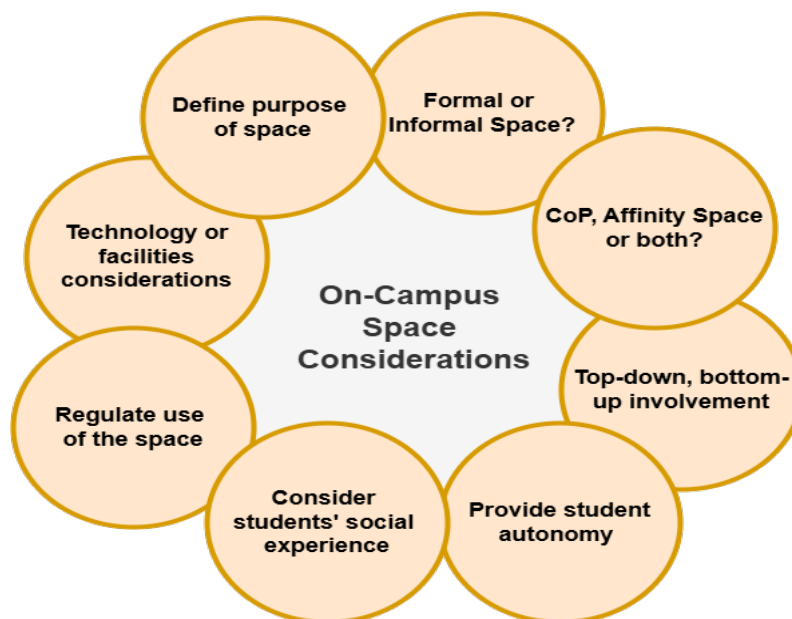 Define purpose
of space
Formal or
Informal Space?
CoP, Affinity Space
or both?
Top-down, bottom-
up involvement
Provide student
autonomy
Consider
students' social
experience
Regulate use
of the space
Technology or
facilities
considerations
On-Campus
Space
Considerations